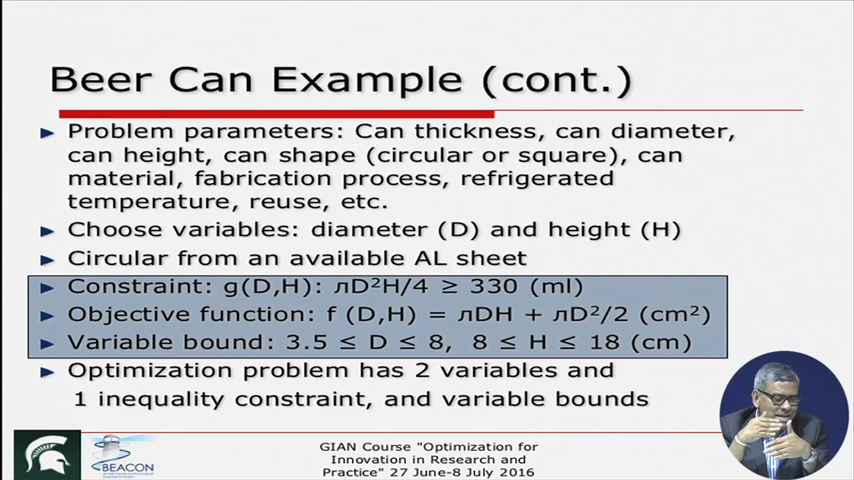 Beer Can Example (cont.)
Problem parameters: Can thickness, can diameter,
can height, can shape (circular or square), can
material, fabrication process, refrigerated
temperature, reuse, etc.
Choose variables: diameter (D) and height (H)
Circular from an available AL sheet
Constraint: g(D,H): лD²H/4 ≥ 330 (ml)
Objective function: f (D,H) = лDH + лD²/2 (cm²)
Variable bound: 3.5 ≤ D ≤ 8, 8 ≤ H ≤ 18 (cm)
Optimization problem has 2 variables and
1 inequality constraint, and variable bounds
BEACON
GIAN Course "Optimization for
Innovation in Research and
Practice" 27 June-8 July 2016